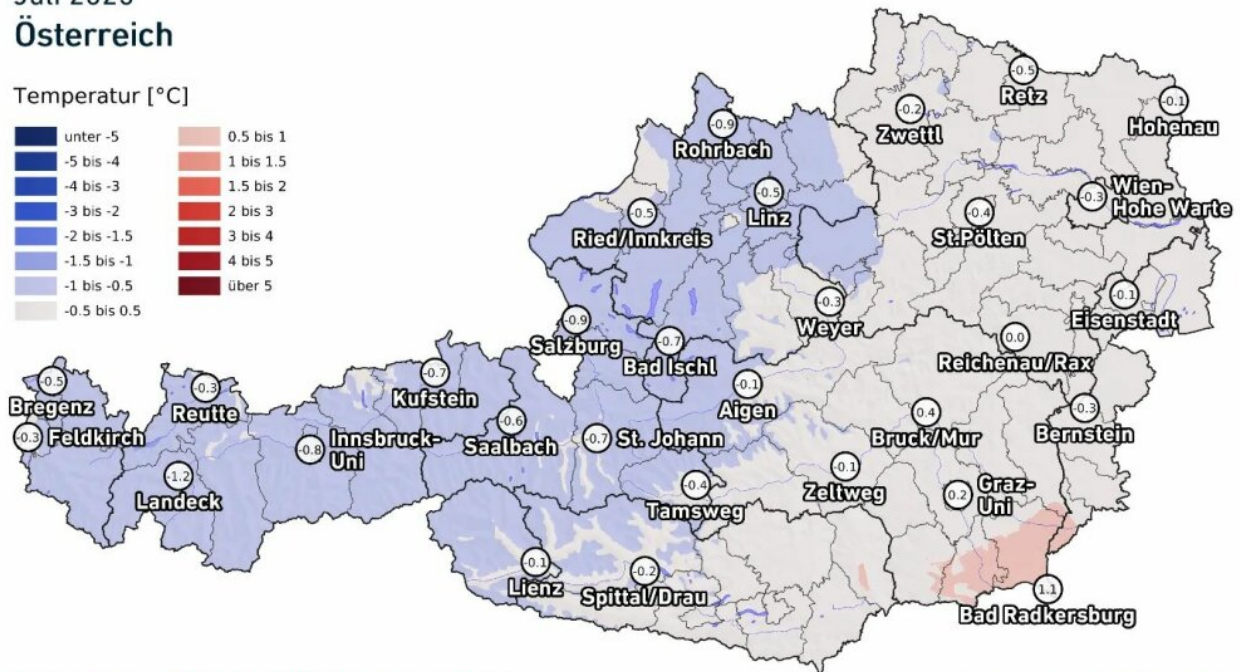 Österreich
Temperatur [°C]
unter -5
-5 bis -4
-4 bis -3
-3 bis -2
-2 bis -1.5
-1.5 bis -1
-1 bis -0.5
-0.5 bis 0.5
0.5 bis 1
1 bis 1.5
1.5 bis 2
2 bis 3
3 bis 4
4 bis 5
über 5
-0.5
Retz
-0.2
Zwettl
-0.1
Hohenau
-0.9
Rohrbach
-0.5
Linz
-0.5
Ried/Innkreis
-0.4
St.Pölten
-0.3
Wien-
Hohe Warte
-0.3
Weyer
-0.1
Eisenstadt
-0.9
Salzburg
-0.7
Bad Ischl
0.0
Reichenau/Rax
-0.5
Bregenz
-0.3
Reutte
-0.7
Kufstein
-0.1
Aigen
-0.3
Feldkirch
-0.8
Innsbruck-
Uni
-0.6
Saalbach
-0.7
St. Johann
0.4
Bruck/Mur
-0.3
Bernstein
-1.2
Landeck
-0.4
Tamsweg
-0.1
Zeltweg
0.2
Graz-
Uni
-0.1
Lienz
-0.2
Spittal/Drau
1.1
Bad Radkersburg